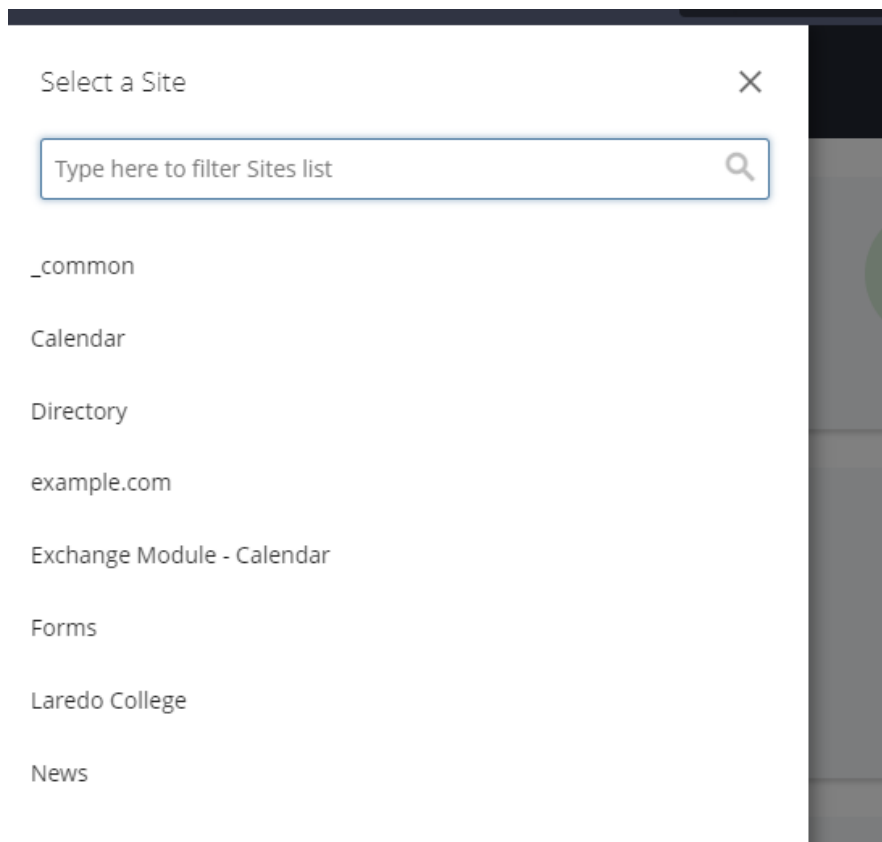 Select a Site
Type here to filter Sites list
_common
Calendar
Directory
example.com
Exchange Module - Calendar
Forms
Laredo College
News